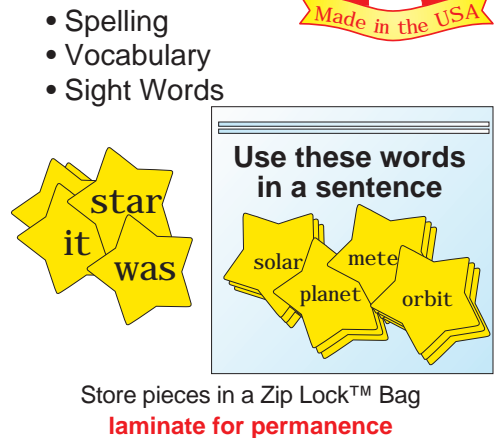 Made in the USA
• Spelling
• Vocabulary
• Sight Words
Use these words
in a sentence
star
it
was
solar
mete
planet
orbit
Store pieces in a Zip Lock™ Bag
laminate for permanence